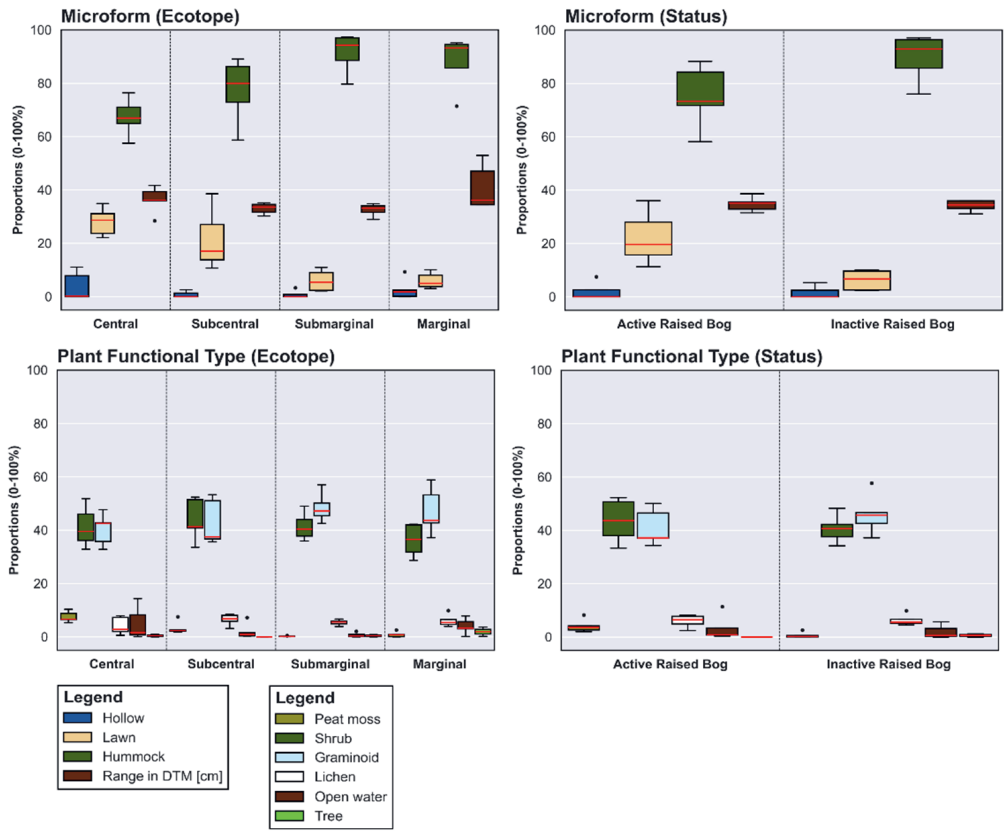 Microform (Ecotope)
Proportions (0-100%)
100
80
60
40
20
0
Central Subcentral Submarginal Marginal
Microform (Status)
Proportions (0-100%)
100
80
60
40
20
0
Active Raised Bog Inactive Raised Bog
Plant Functional Type (Ecotope)
Proportions (0-100%)
100
80
60
40
20
0
Central Subcentral Submarginal Marginal
Plant Functional Type (Status)
Proportions (0-100%)
100
80
60
40
20
0
Active Raised Bog Inactive Raised Bog
Legend
Hollow
Lawn
Hummock
Range in DTM [cm]
Legend
Peat moss
Shrub
Graminoid
Lichen
Open water
Tree